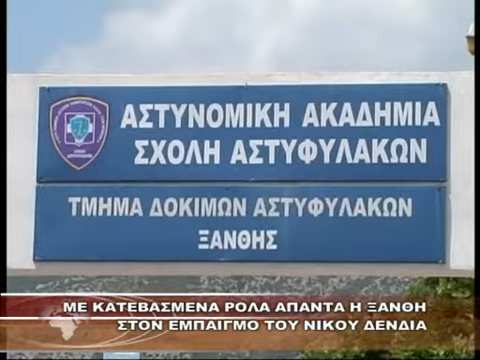 ΑΣΤΥΝΟΜΙΚΗ ΑΚΑΔΗΜΙΑ
ΣΧΟΛΗ ΑΣΤΥΦΥΛΑΚΩΝ
ΤΜΗΜΑ ΔΟΚΙΜΩΝ ΑΣΤΥΦΥΛΑΚΩΝ
ΞΑΝΘΗΣ
ΜΕ ΚΑΤΕΒΑΣΜΕΝΑ ΡΟΛΑ ΑΠΑΝΤΑ Η ΞΑΝΘΗ
ΣΤΟΝ ΕΜΠΑΙΓΜΟ ΤΟΥ ΝΙΚΟΥ ΔΕΝΔΙΑ